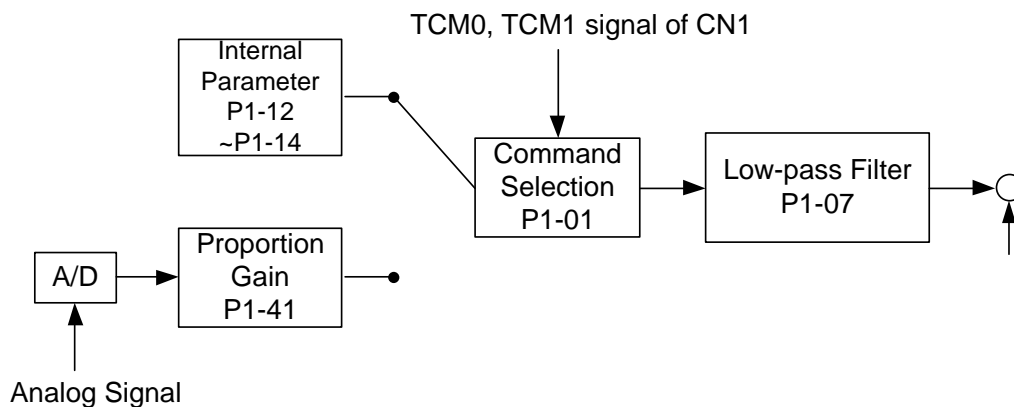 TCM0, TCM1 signal of CN1
Internal
Parameter
P1-12
~P1-14
Command
Selection
P1-01
Low-pass Filter
P1-07
Proportion
Gain
P1-41
A/D
Analog Signal